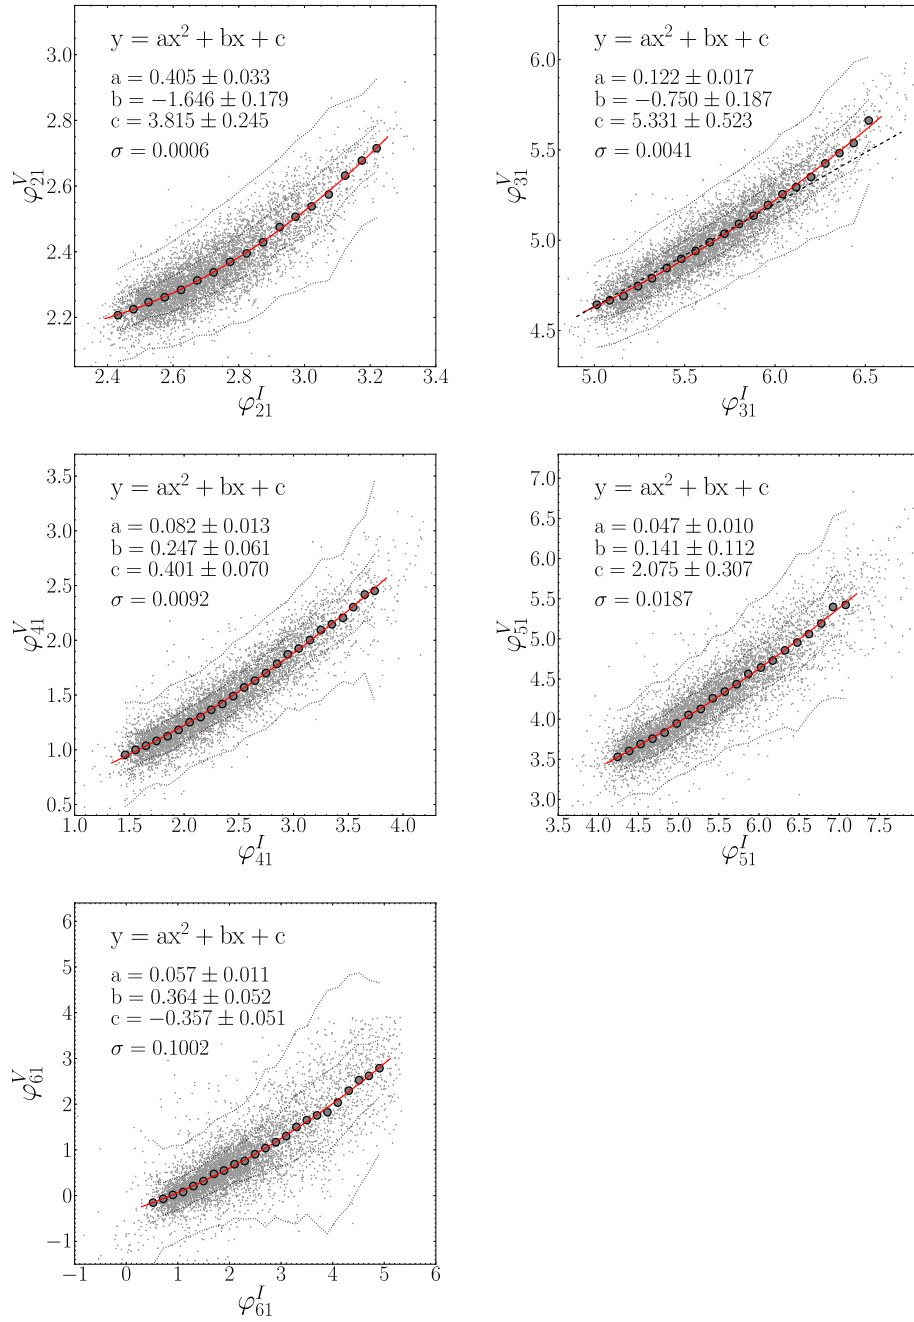 y = ax² + bx + c
a = 0.405 ± 0.033
b = −1.646 ± 0.179
c = 3.815 ± 0.245
σ = 0.0006
3.0
2.8
2.6
2.4
2.2
φ^V_21
2.4 2.6 2.8 3.0 3.2 3.4
φ^I_21
y = ax² + bx + c
a = 0.122 ± 0.017
b = −0.750 ± 0.187
c = 5.331 ± 0.523
σ = 0.0041
6.0
5.5
5.0
4.5
φ^V_31
5.0 5.5 6.0 6.5
φ^I_31
y = ax² + bx + c
a = 0.082 ± 0.013
b = 0.247 ± 0.061
c = 0.401 ± 0.070
σ = 0.0092
3.5
3.0
2.5
2.0
1.5
1.0
0.5
φ^V_41
1.0 1.5 2.0 2.5 3.0 3.5 4.0
φ^I_41
y = ax² + bx + c
a = 0.047 ± 0.010
b = 0.141 ± 0.112
c = 2.075 ± 0.307
σ = 0.0187
7.0
6.5
6.0
5.5
5.0
4.5
4.0
3.5
3.0
φ^V_51
3.5 4.0 4.5 5.0 5.5 6.0 6.5 7.0 7.5
φ^I_51
y = ax² + bx + c
a = 0.057 ± 0.011
b = 0.364 ± 0.052
c = −0.357 ± 0.051
σ = 0.1002
6
5
4
3
2
1
0
−1
φ^V_61
−1 0 1 2 3 4 5 6
φ^I_61